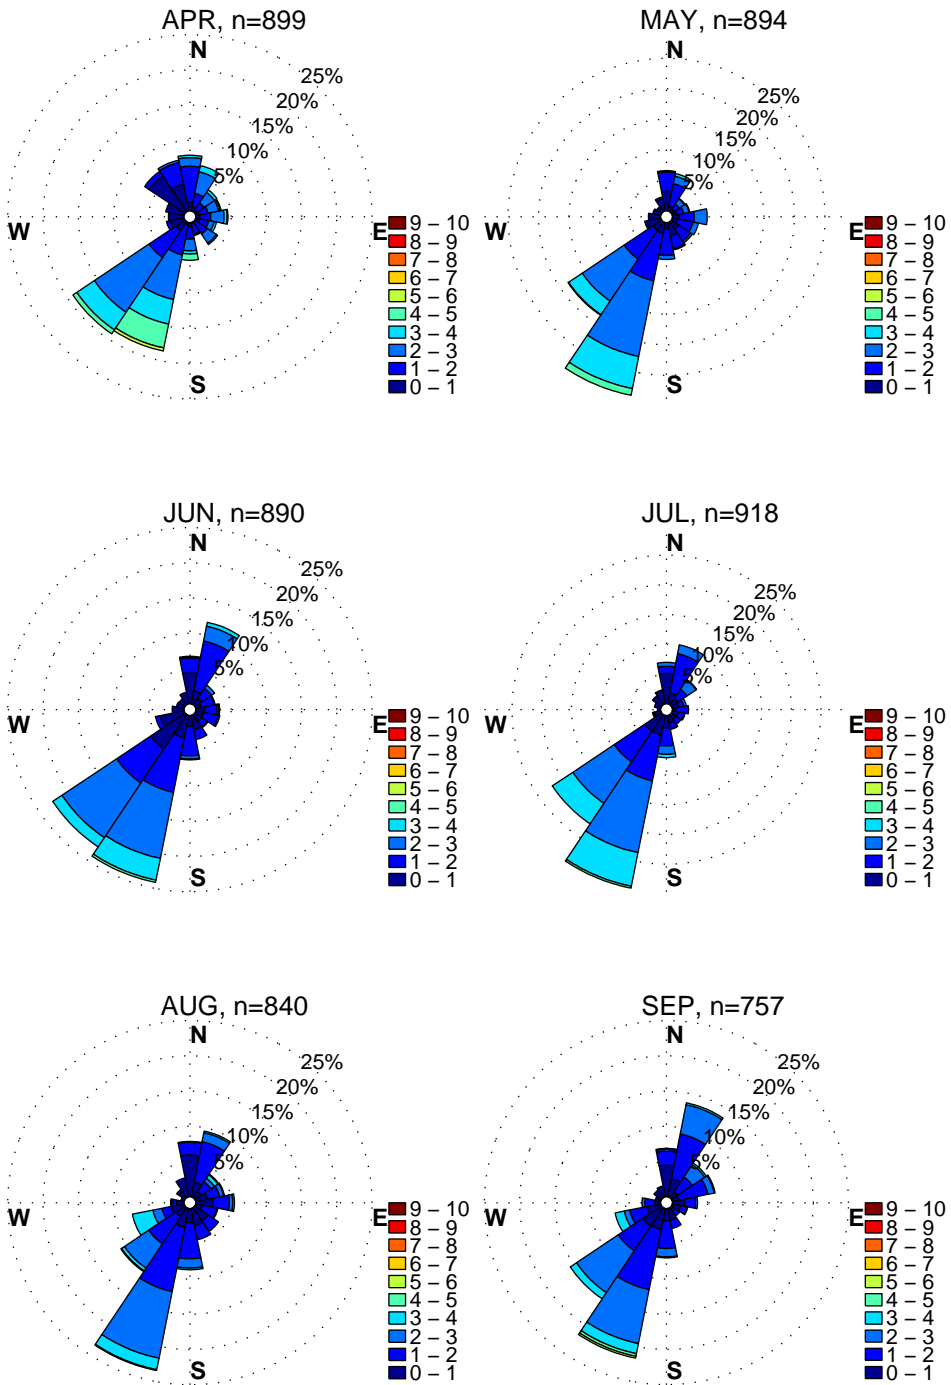 APR, n=899
N
25%
20%
15%
10%
5%
W
E
S
9 – 10
8 – 9
7 – 8
6 – 7
5 – 6
4 – 5
3 – 4
2 – 3
1 – 2
0 – 1
MAY, n=894
N
25%
20%
15%
10%
5%
W
E
S
9 – 10
8 – 9
7 – 8
6 – 7
5 – 6
4 – 5
3 – 4
2 – 3
1 – 2
0 – 1
JUN, n=890
N
25%
20%
15%
10%
5%
W
E
S
9 – 10
8 – 9
7 – 8
6 – 7
5 – 6
4 – 5
3 – 4
2 – 3
1 – 2
0 – 1
JUL, n=918
N
25%
20%
15%
10%
5%
W
E
S
9 – 10
8 – 9
7 – 8
6 – 7
5 – 6
4 – 5
3 – 4
2 – 3
1 – 2
0 – 1
AUG, n=840
N
25%
20%
15%
10%
5%
W
E
S
9 – 10
8 – 9
7 – 8
6 – 7
5 – 6
4 – 5
3 – 4
2 – 3
1 – 2
0 – 1
SEP, n=757
N
25%
20%
15%
10%
5%
W
E
S
9 – 10
8 – 9
7 – 8
6 – 7
5 – 6
4 – 5
3 – 4
2 – 3
1 – 2
0 – 1